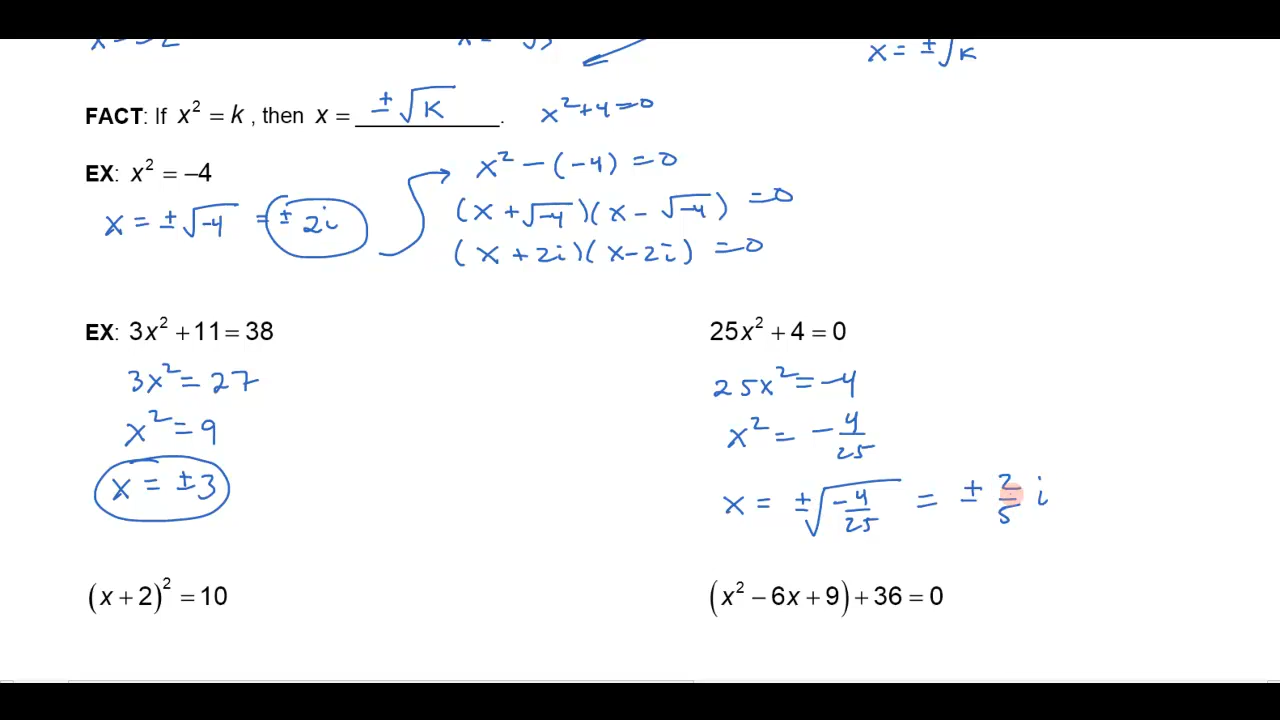 x = ± √K
FACT: If x² = k, then x = ± √K. x² + 4 = 0
EX: x² = –4
x² – (–4) = 0
x = ± √–4 = ± 2i
(x + √–4)(x – √–4) = 0
(x + 2i)(x – 2i) = 0
EX: 3x² + 11 = 38
3x² = 27
x² = 9
x = ±3
25x² + 4 = 0
25x² = –4
x² = – 4/25
x = ± √–4/25 = ± 2/5 i
(x + 2)² = 10
(x² – 6x + 9) + 36 = 0